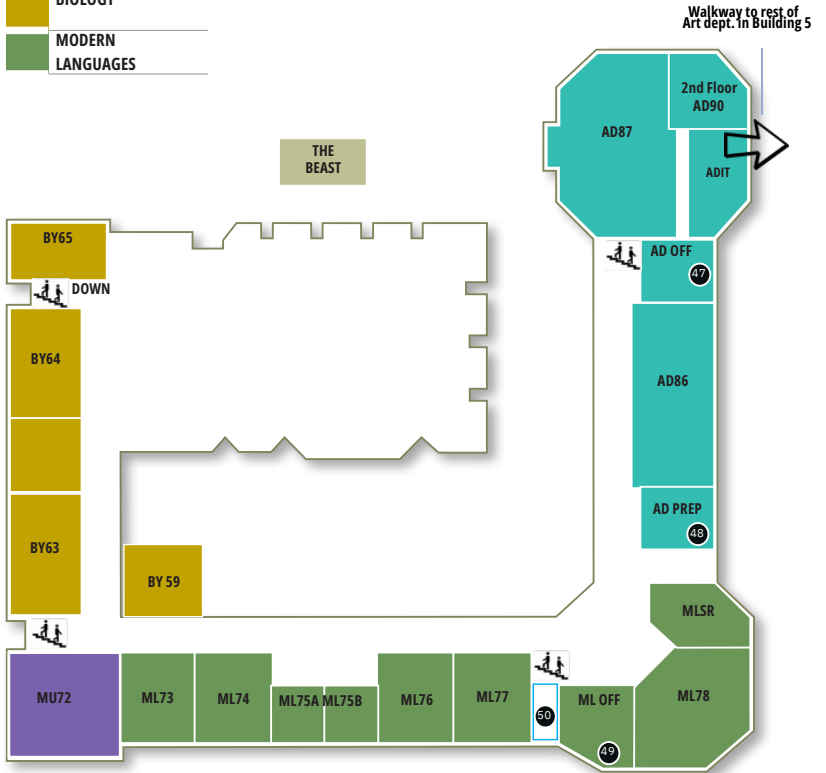 BIOLOGY
MODERN
LANGUAGES
Walkway to rest of
Art dept. in Building 5
2nd Floor
AD90
AD87
ADIT
THE
BEAST
BY65
DOWN
AD OFF
47
BY64
AD86
AD PREP
48
BY63
BY 59
MLSR
MU72
ML73
ML74
ML75A
ML75B
ML76
ML77
50
ML OFF
49
ML78